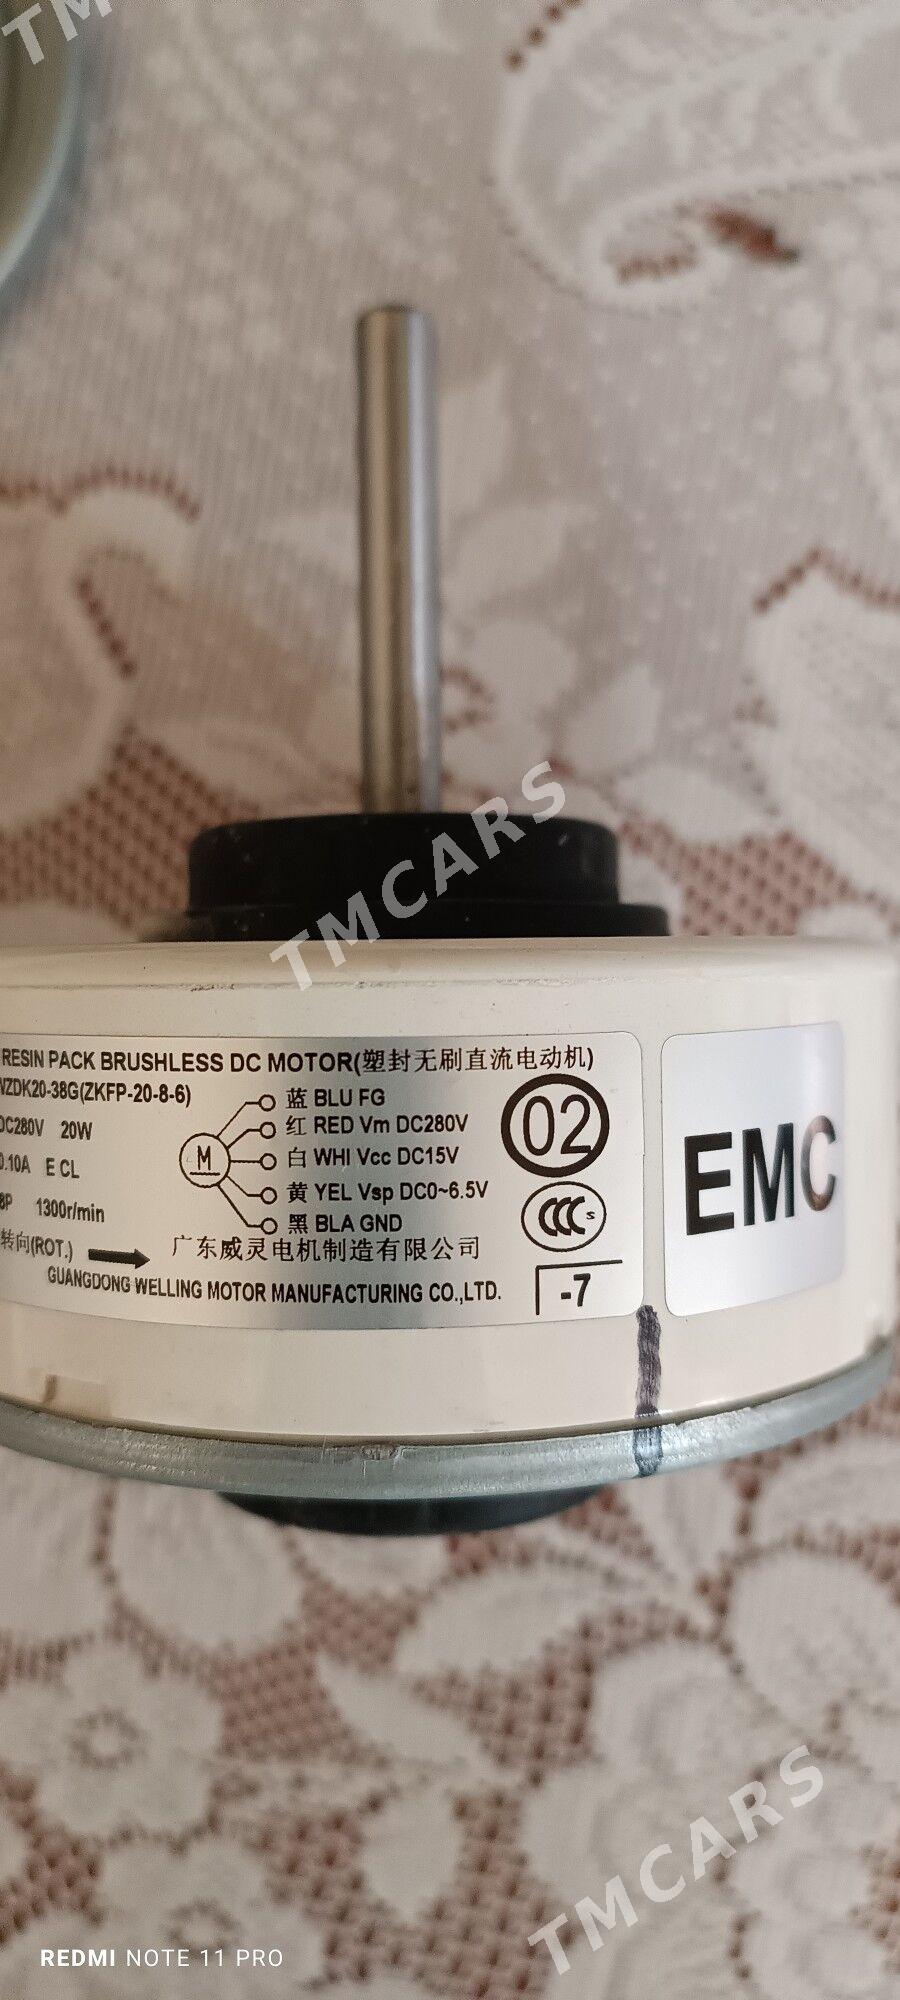 TM
TMCARS
RESIN PACK BRUSHLESS DC MOTOR(塑封无刷直流电动机)
WZDK20-38G(ZKFP-20-8-6)
DC280V 20W
0.10A E CL
8P 1300r/min
转向(ROT.)
M
蓝 BLU FG
红 RED Vm DC280V
白 WHI Vcc DC15V
黄 YEL Vsp DC0~6.5V
黑 BLA GND
02
CCC S
广东威灵电机制造有限公司
GUANGDONG WELLING MOTOR MANUFACTURING CO.,LTD.
-7
EMC
TMCARS
REDMI NOTE 11 PRO